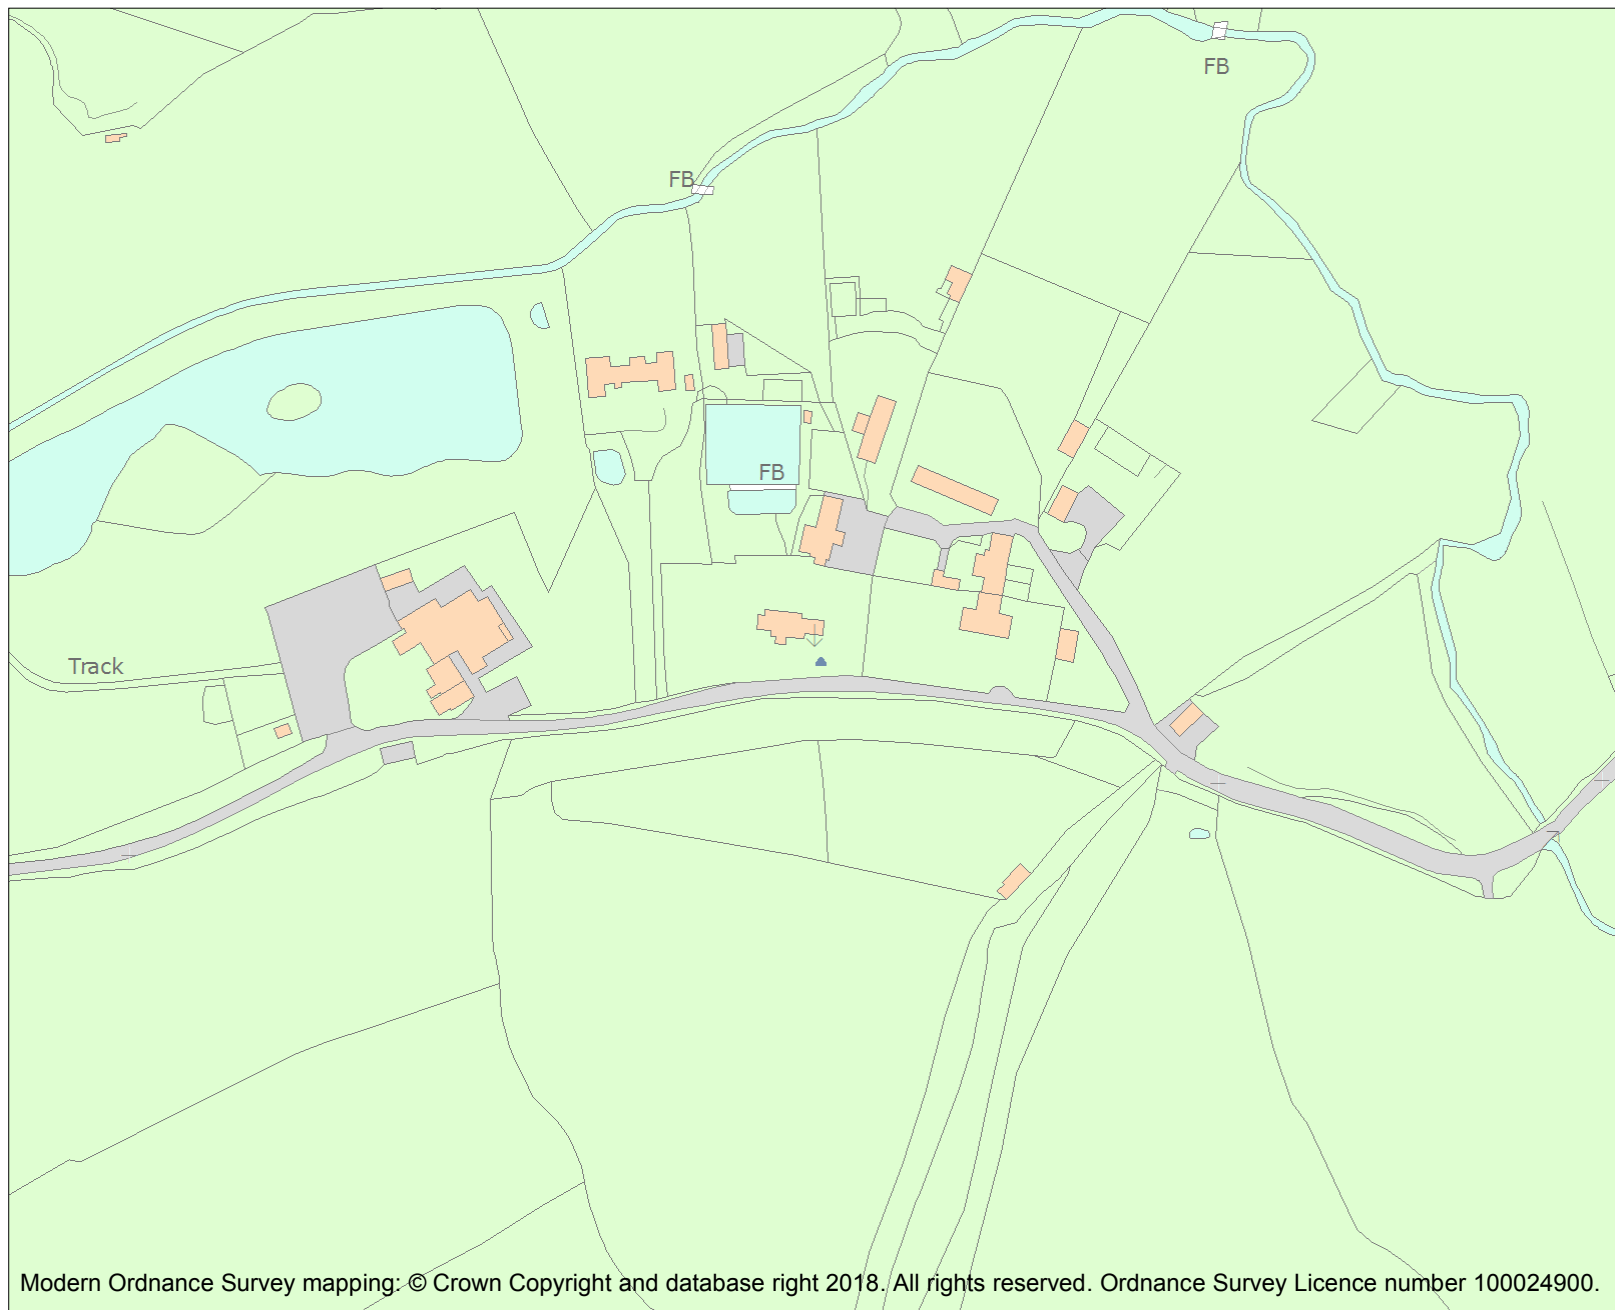 FB
FB
FB
Track
Modern Ordnance Survey mapping: © Crown Copyright and database right 2018. All rights reserved. Ordnance Survey Licence number 100024900.